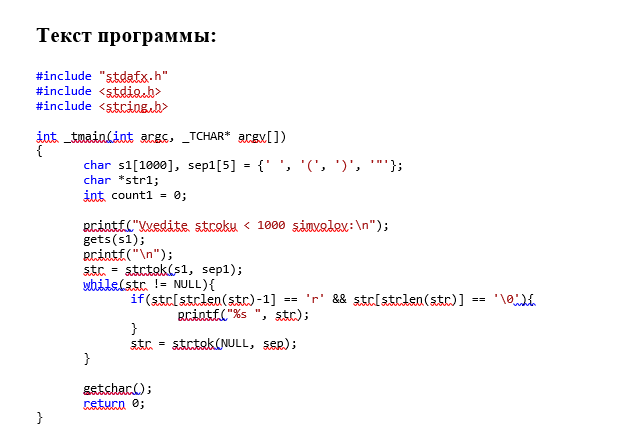 Текст программы:
#include "stdafx.h"
#include <stdio.h>
#include <string.h>
int _tmain(int argc, _TCHAR* argv[])
{
char s1[1000], sep1[5] = {' ', '(', ')', '"'};
char *str1;
int count1 = 0;
printf("Vvedite stroku < 1000 simvolov:\n");
gets(s1);
printf("\n");
str = strtok(s1, sep1);
while(str != NULL){
if(str[strlen(str)-1] == 'r' && str[strlen(str)] == '\0'){
printf("%s ", str);
}
str = strtok(NULL, sep);
}
getchar();
return 0;
}